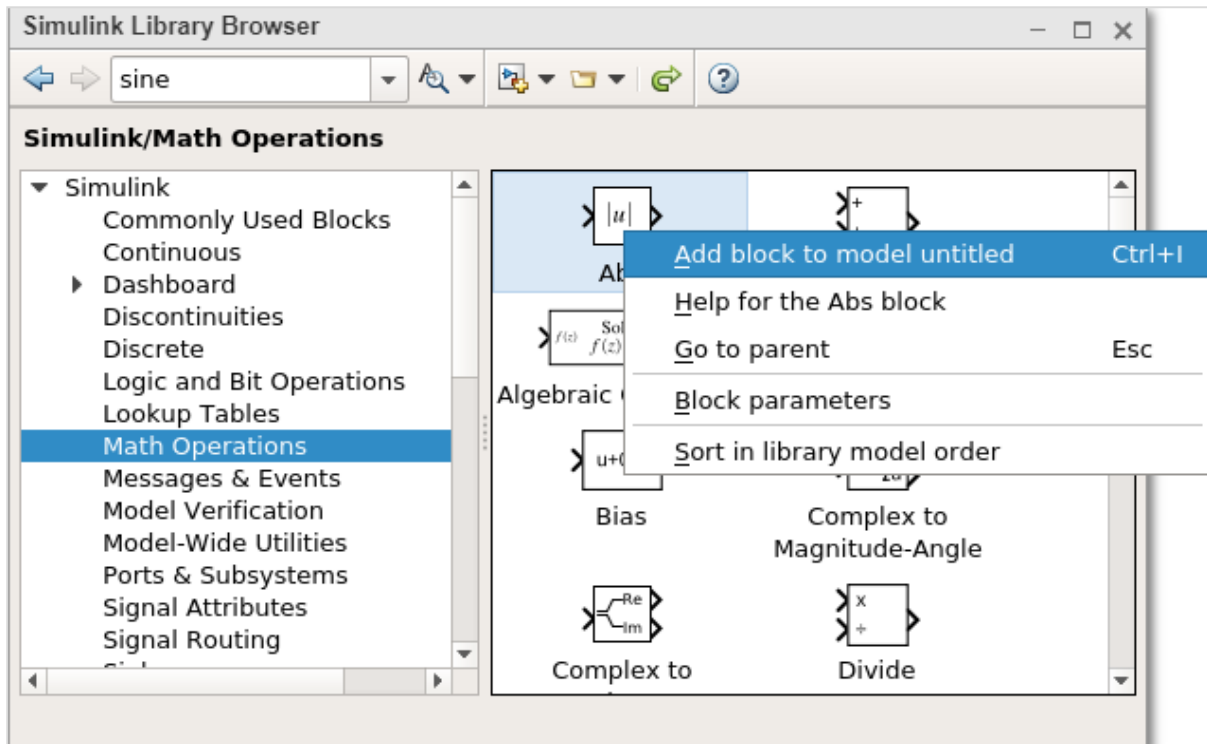 Simulink Library Browser
sine
Simulink/Math Operations
Simulink
Commonly Used Blocks
Continuous
Dashboard
Discontinuities
Discrete
Logic and Bit Operations
Lookup Tables
Math Operations
Messages & Events
Model Verification
Model-Wide Utilities
Ports & Subsystems
Signal Attributes
Signal Routing
|u|
+
Add block to model untitled Ctrl+I
Help for the Abs block
Go to parent Esc
Block parameters
Sort in library model order
f(z)
f(z)
Algebraic
Bias
Complex to
Magnitude-Angle
Re
Im
Complex to
x
÷
Divide